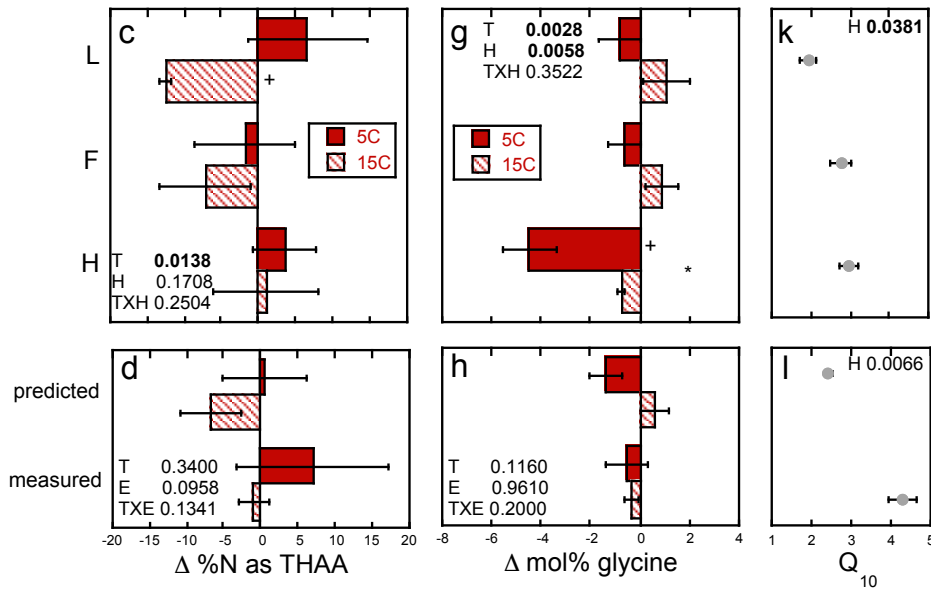 c
g
k
T 0.0028
H 0.0058
TXH 0.3522
H 0.0381
L
+
5C
15C
5C
15C
F
+
*
H
T 0.0138
H 0.1708
TXH 0.2504
d
h
l
H 0.0066
predicted
measured
T 0.3400
E 0.0958
TXE 0.1341
T 0.1160
E 0.9610
TXE 0.2000
-20 -15 -10 -5 0 5 10 15 20
-8 -6 -4 -2 0 2 4
1 2 3 4 5
Δ %N as THAA
Δ mol% glycine
Q10